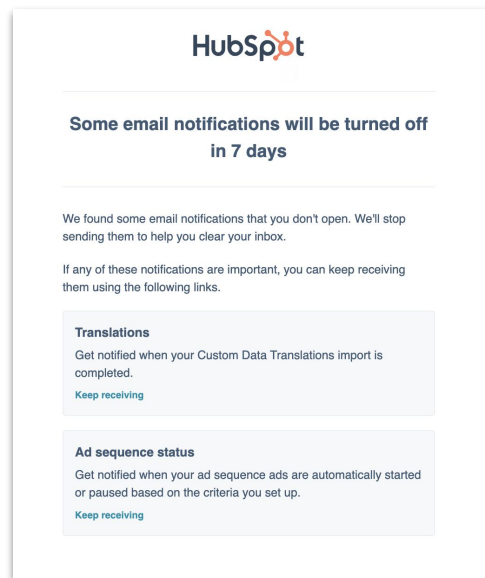 HubSpot
Some email notifications will be turned off
in 7 days
We found some email notifications that you don't open. We'll stop
sending them to help you clear your inbox.
If any of these notifications are important, you can keep receiving
them using the following links.
Translations
Get notified when your Custom Data Translations import is
completed.
Keep receiving
Ad sequence status
Get notified when your ad sequence ads are automatically started
or paused based on the criteria you set up.
Keep receiving